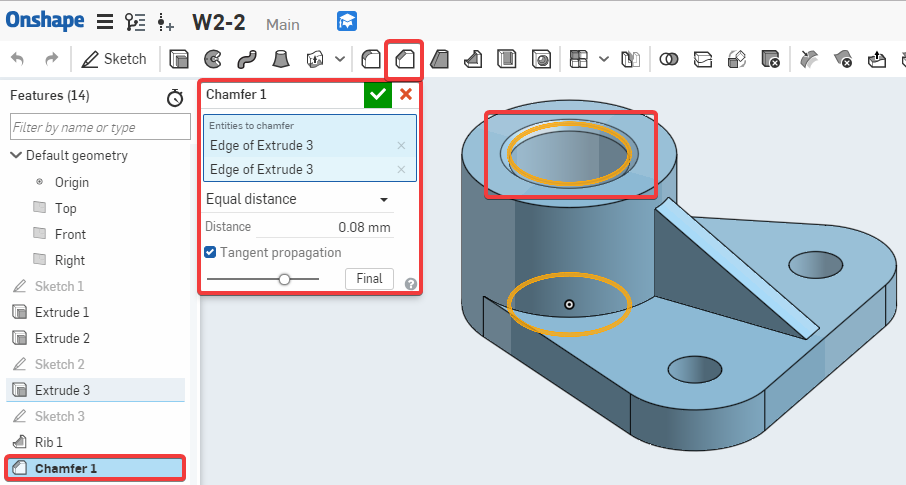 Onshape W2-2 Main
Sketch
Features (14)
Filter by name or type
Default geometry
Origin
Top
Front
Right
Sketch 1
Extrude 1
Extrude 2
Sketch 2
Extrude 3
Sketch 3
Rib 1
Chamfer 1
Chamfer 1
Entities to chamfer
Edge of Extrude 3
Edge of Extrude 3
Equal distance
Distance 0.08 mm
Tangent propagation
Final